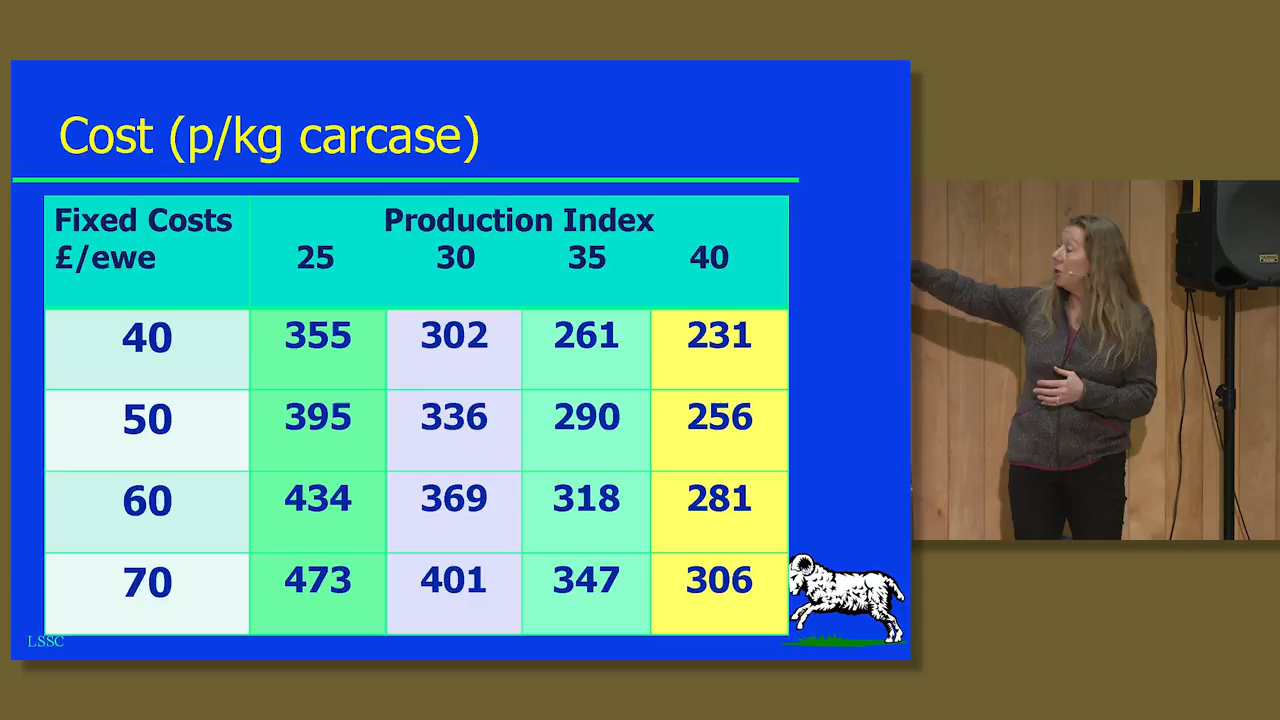 Cost (p/kg carcase)
Fixed Costs Production Index
£/ewe 25 30 35 40
40 355 302 261 231
50 395 336 290 256
60 434 369 318 281
70 473 401 347 306
LSSC